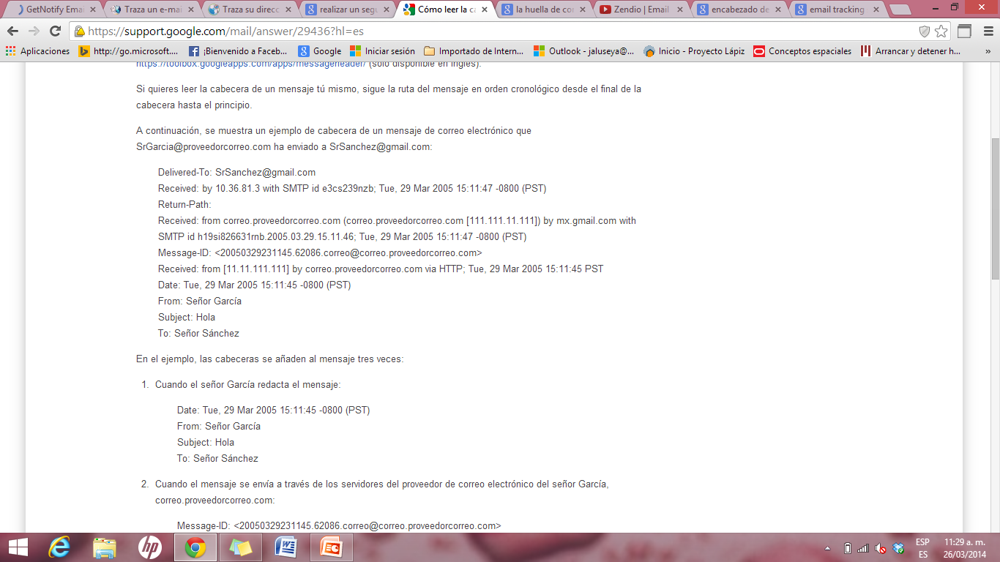 GetNotify Emai
Traza un e-mai
Traza su direcc
realizar un segu
Cómo leer la ca
la huella de cor
Zendio | Email
encabezado de
email tracking
https://support.google.com/mail/answer/29436?hl=es
Aplicaciones
http://go.microsoft....
¡Bienvenido a Faceb...
Google
Iniciar sesión
Importado de Intern...
Outlook - jaluseya@...
Inicio - Proyecto Lápiz
Conceptos espaciales
Arrancar y detener h...
»
https://toolbox.googleapps.com/apps/messageheader/ (solo disponible en inglés).
Si quieres leer la cabecera de un mensaje tú mismo, sigue la ruta del mensaje en orden cronológico desde el final de la
cabecera hasta el principio.
A continuación, se muestra un ejemplo de cabecera de un mensaje de correo electrónico que
SrGarcia@proveedorcorreo.com ha enviado a SrSanchez@gmail.com:
Delivered-To: SrSanchez@gmail.com
Received: by 10.36.81.3 with SMTP id e3cs239nzb; Tue, 29 Mar 2005 15:11:47 -0800 (PST)
Return-Path:
Received: from correo.proveedorcorreo.com (correo.proveedorcorreo.com [111.111.11.111]) by mx.gmail.com with
SMTP id h19si826631rnb.2005.03.29.15.11.46; Tue, 29 Mar 2005 15:11:47 -0800 (PST)
Message-ID: <20050329231145.62086.correo@correo.proveedorcorreo.com>
Received: from [11.11.111.111] by correo.proveedorcorreo.com via HTTP; Tue, 29 Mar 2005 15:11:45 PST
Date: Tue, 29 Mar 2005 15:11:45 -0800 (PST)
From: Señor García
Subject: Hola
To: Señor Sánchez
En el ejemplo, las cabeceras se añaden al mensaje tres veces:
1. Cuando el señor García redacta el mensaje:
Date: Tue, 29 Mar 2005 15:11:45 -0800 (PST)
From: Señor García
Subject: Hola
To: Señor Sánchez
2. Cuando el mensaje se envía a través de los servidores del proveedor de correo electrónico del señor García,
correo.proveedorcorreo.com:
Message-ID: <20050329231145.62086.correo@correo.proveedorcorreo.com>
ESP
ES
11:29 a. m.
26/03/2014